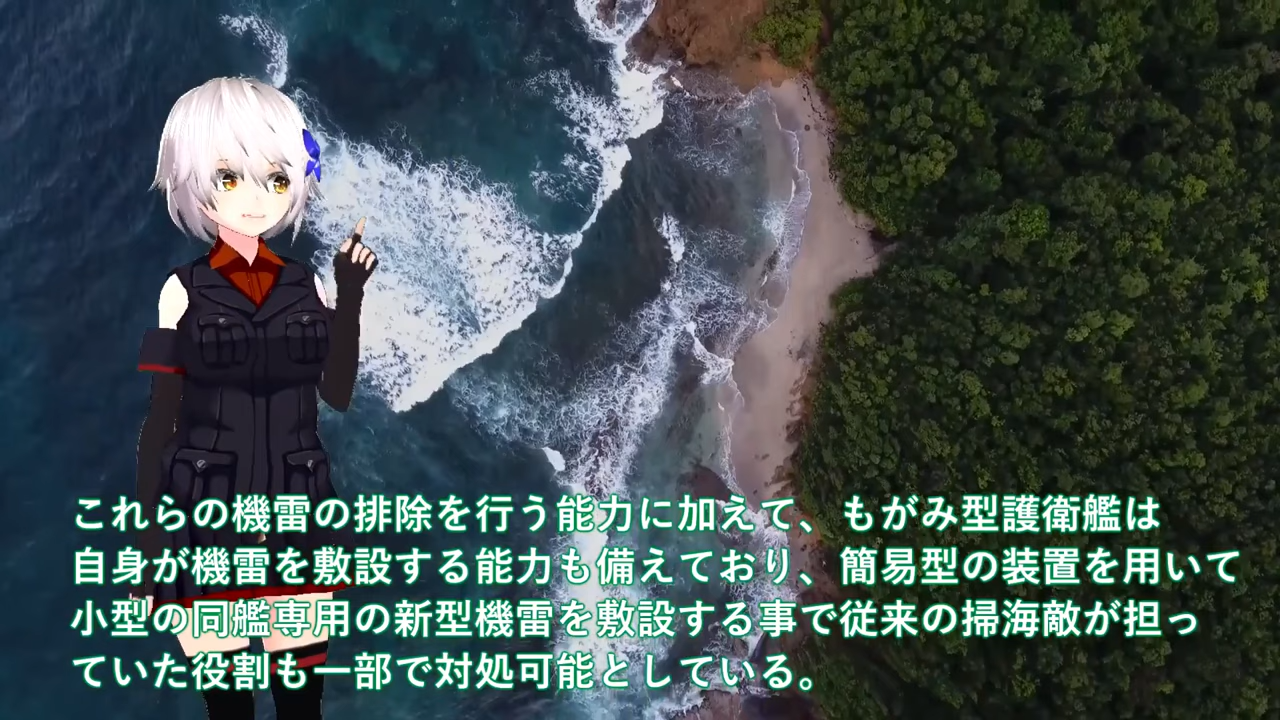 これらの機雷の排除を行う能力に加えて、もがみ型護衛艦は
自身が機雷を敷設する能力も備えており、簡易型の装置を用いて
小型の同艦専用の新型機雷を敷設する事で従来の掃海敵が担っ
ていた役割も一部で対処可能としている。